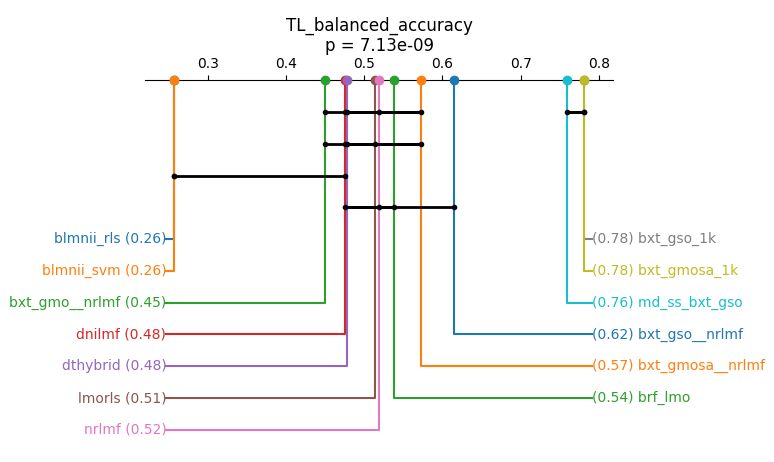 TL_balanced_accuracy
p = 7.13e-09
0.3 0.4 0.5 0.6 0.7 0.8
blmnii_rls (0.26)
blmnii_svm (0.26)
bxt_gmo__nrlmf (0.45)
dnilmf (0.48)
dthybrid (0.48)
lmorls (0.51)
nrlmf (0.52)
(0.78) bxt_gso_1k
(0.78) bxt_gmosa_1k
(0.76) md_ss_bxt_gso
(0.62) bxt_gso__nrlmf
(0.57) bxt_gmosa__nrlmf
(0.54) brf_lmo